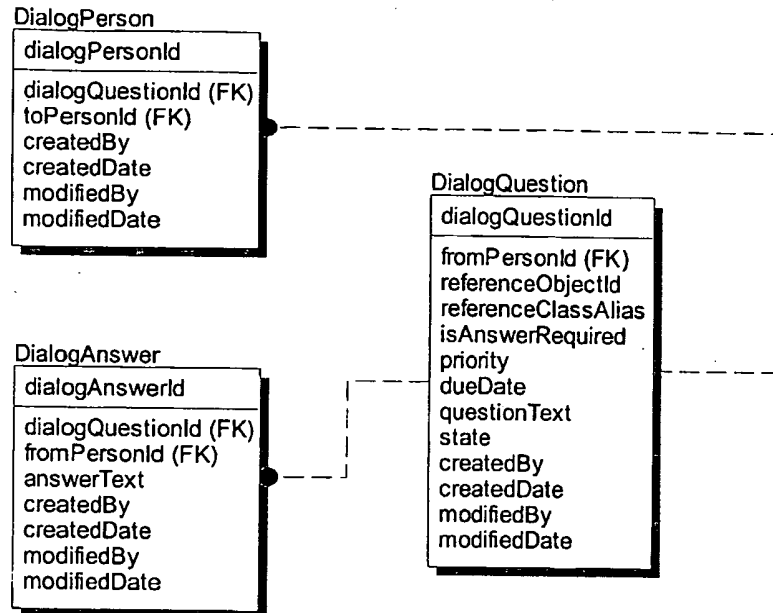 DialogPerson
dialogPersonId
dialogQuestionId (FK)
toPersonId (FK)
createdBy
createdDate
modifiedBy
modifiedDate
DialogQuestion
dialogQuestionId
fromPersonId (FK)
referenceObjectId
referenceClassAlias
isAnswerRequired
priority
dueDate
questionText
state
createdBy
createdDate
modifiedBy
modifiedDate
DialogAnswer
dialogAnswerId
dialogQuestionId (FK)
fromPersonId (FK)
answerText
createdBy
createdDate
modifiedBy
modifiedDate